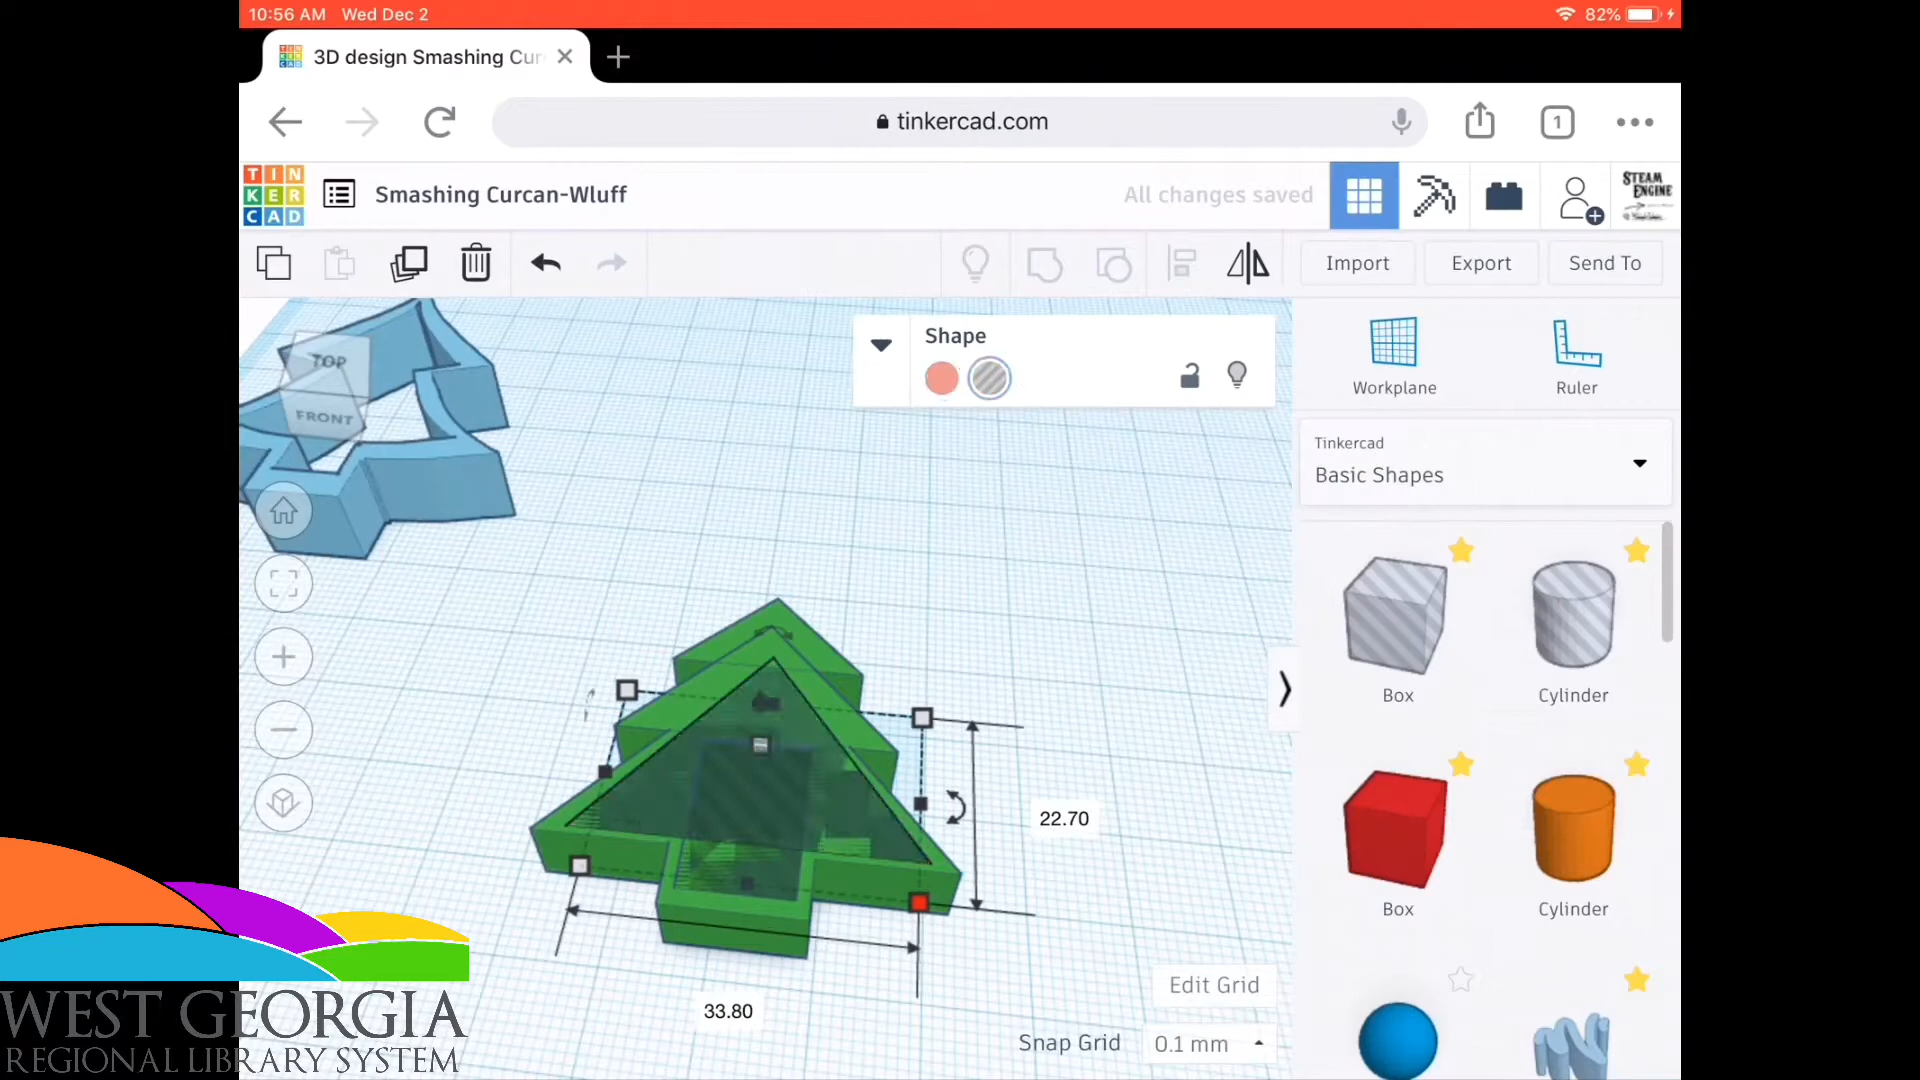 10:56 AM Wed Dec 2
82%
3D design Smashing Cur
tinkercad.com
1
TIN
KER
CAD
Smashing Curcan-Wluff
All changes saved
STEAM
ENGINE
Import
Export
Send To
TOP
FRONT
Shape
Workplane
Ruler
Tinkercad
Basic Shapes
Box
Cylinder
Box
Cylinder
22.70
33.80
Edit Grid
Snap Grid
0.1 mm
WEST GEORGIA
REGIONAL LIBRARY SYSTEM